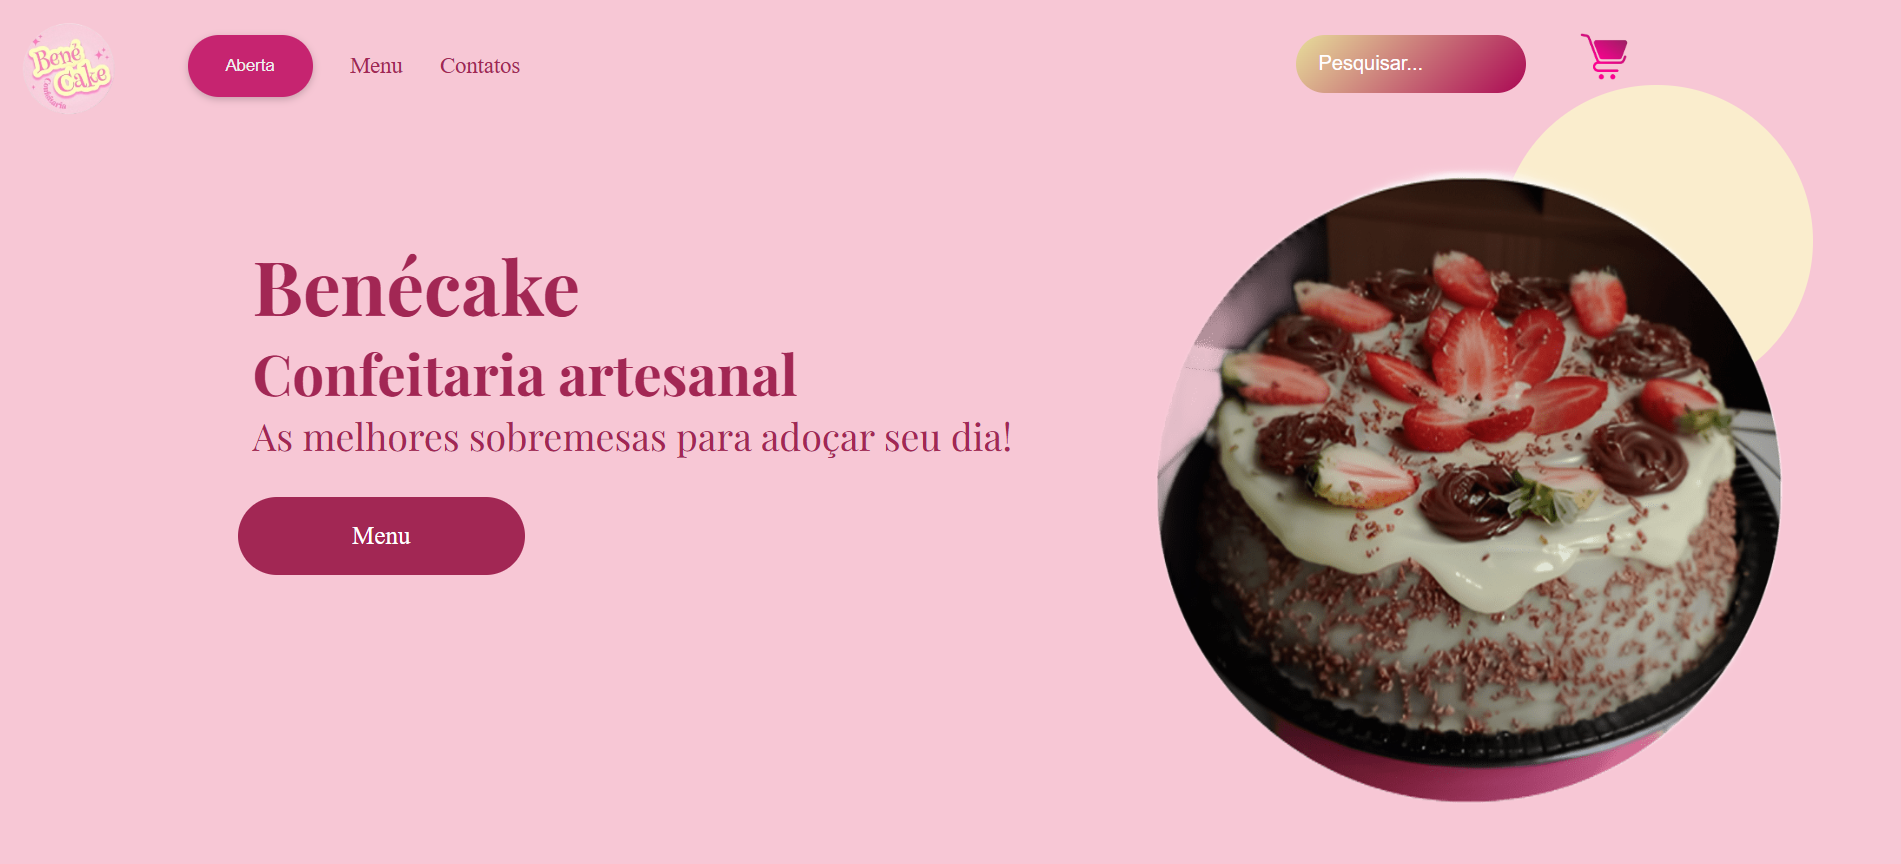 Bené
Cake
Confeitaria
Aberta
Menu
Contatos
Pesquisar...
Benécake
Confeitaria artesanal
As melhores sobremesas para adoçar seu dia!
Menu